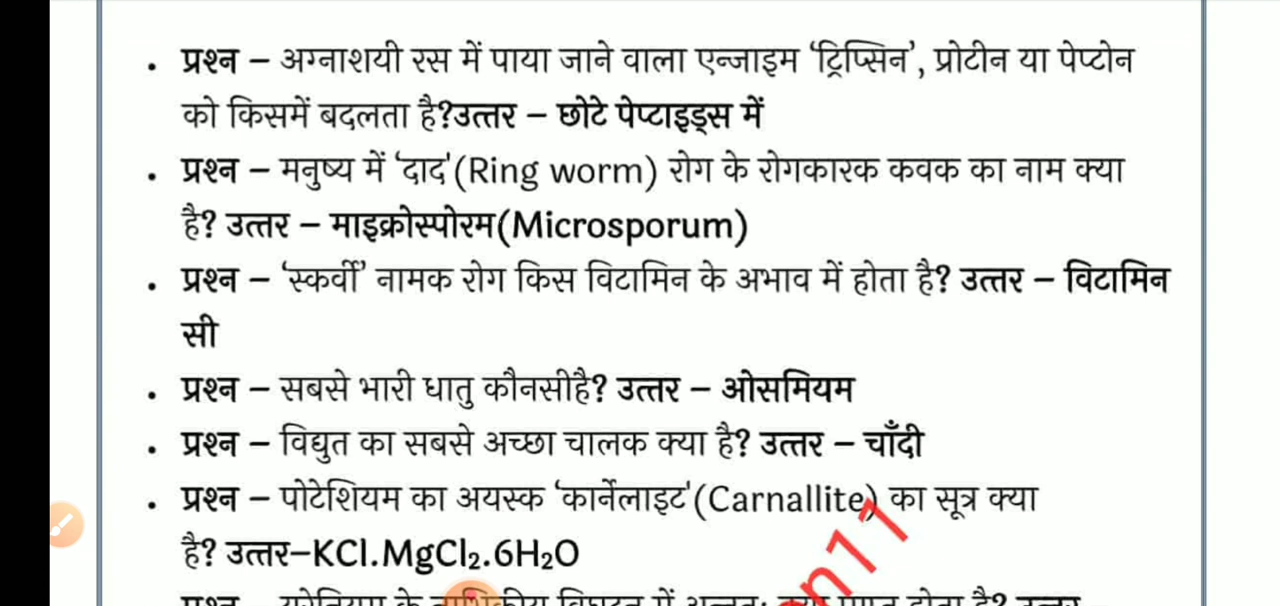 • प्रश्न – अग्नाशयी रस में पाया जाने वाला एन्जाइम ‘ट्रिप्सिन’, प्रोटीन या पेप्टोन
को किसमें बदलता है?उत्तर – छोटे पेप्टाइड्स में
• प्रश्न – मनुष्य में ‘दाद'(Ring worm) रोग के रोगकारक कवक का नाम क्या
है? उत्तर – माइक्रोस्पोरम(Microsporum)
• प्रश्न – ‘स्कर्वी’ नामक रोग किस विटामिन के अभाव में होता है? उत्तर – विटामिन
सी
• प्रश्न – सबसे भारी धातु कौनसीहै? उत्तर – ओसमियम
• प्रश्न – विद्युत का सबसे अच्छा चालक क्या है? उत्तर – चाँदी
• प्रश्न – पोटेशियम का अयस्क ‘कार्नेलाइट'(Carnallite) का सूत्र क्या
है? उत्तर–KCl.MgCl₂.6H₂O
n11